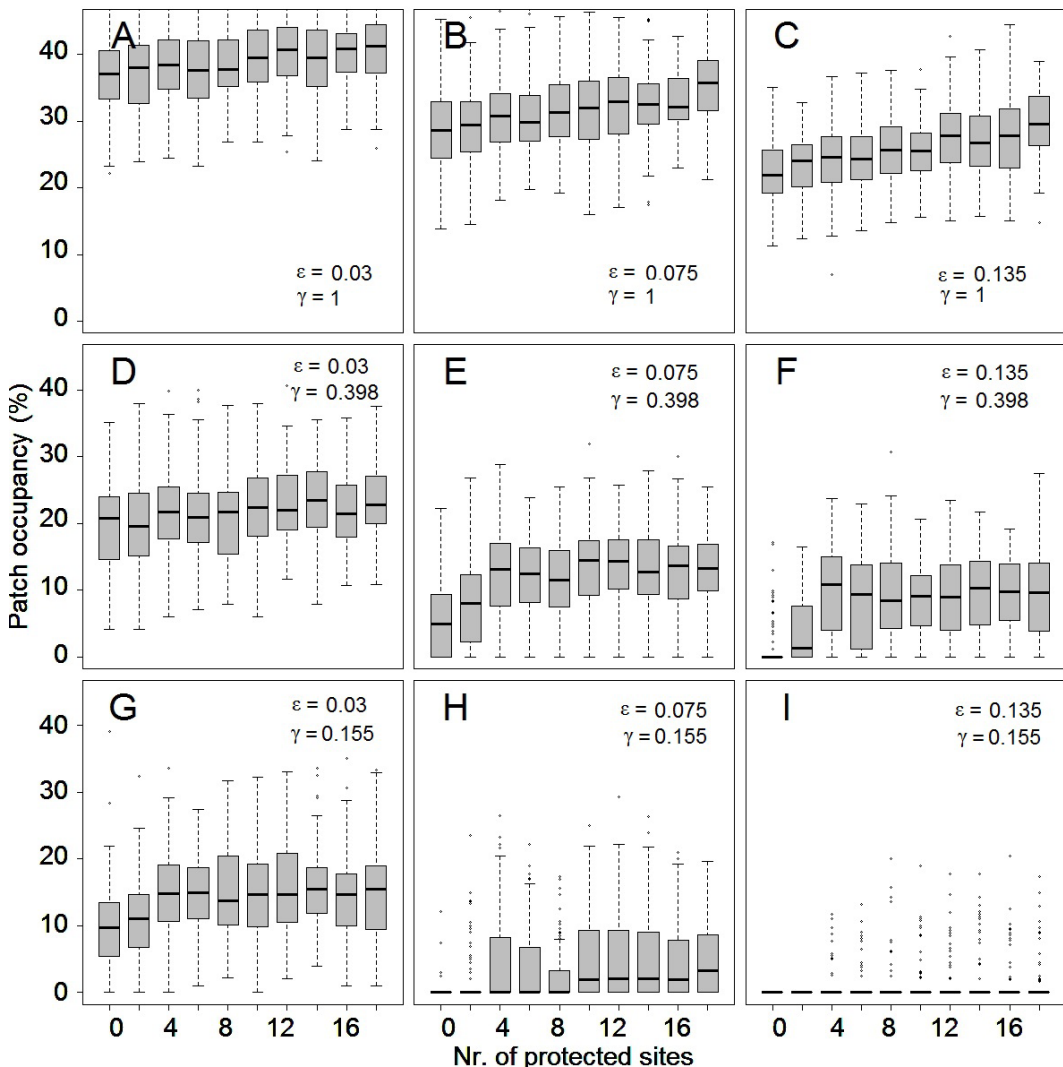 A
B
C
40
30
20
10
0
ε = 0.03
γ = 1
ε = 0.075
γ = 1
ε = 0.135
γ = 1
D
E
F
ε = 0.03
γ = 0.398
ε = 0.075
γ = 0.398
ε = 0.135
γ = 0.398
40
30
20
10
0
Patch occupancy (%)
G
H
I
ε = 0.03
γ = 0.155
ε = 0.075
γ = 0.155
ε = 0.135
γ = 0.155
40
30
20
10
0
0 4 8 12 16
0 4 8 12 16
0 4 8 12 16
Nr. of protected sites